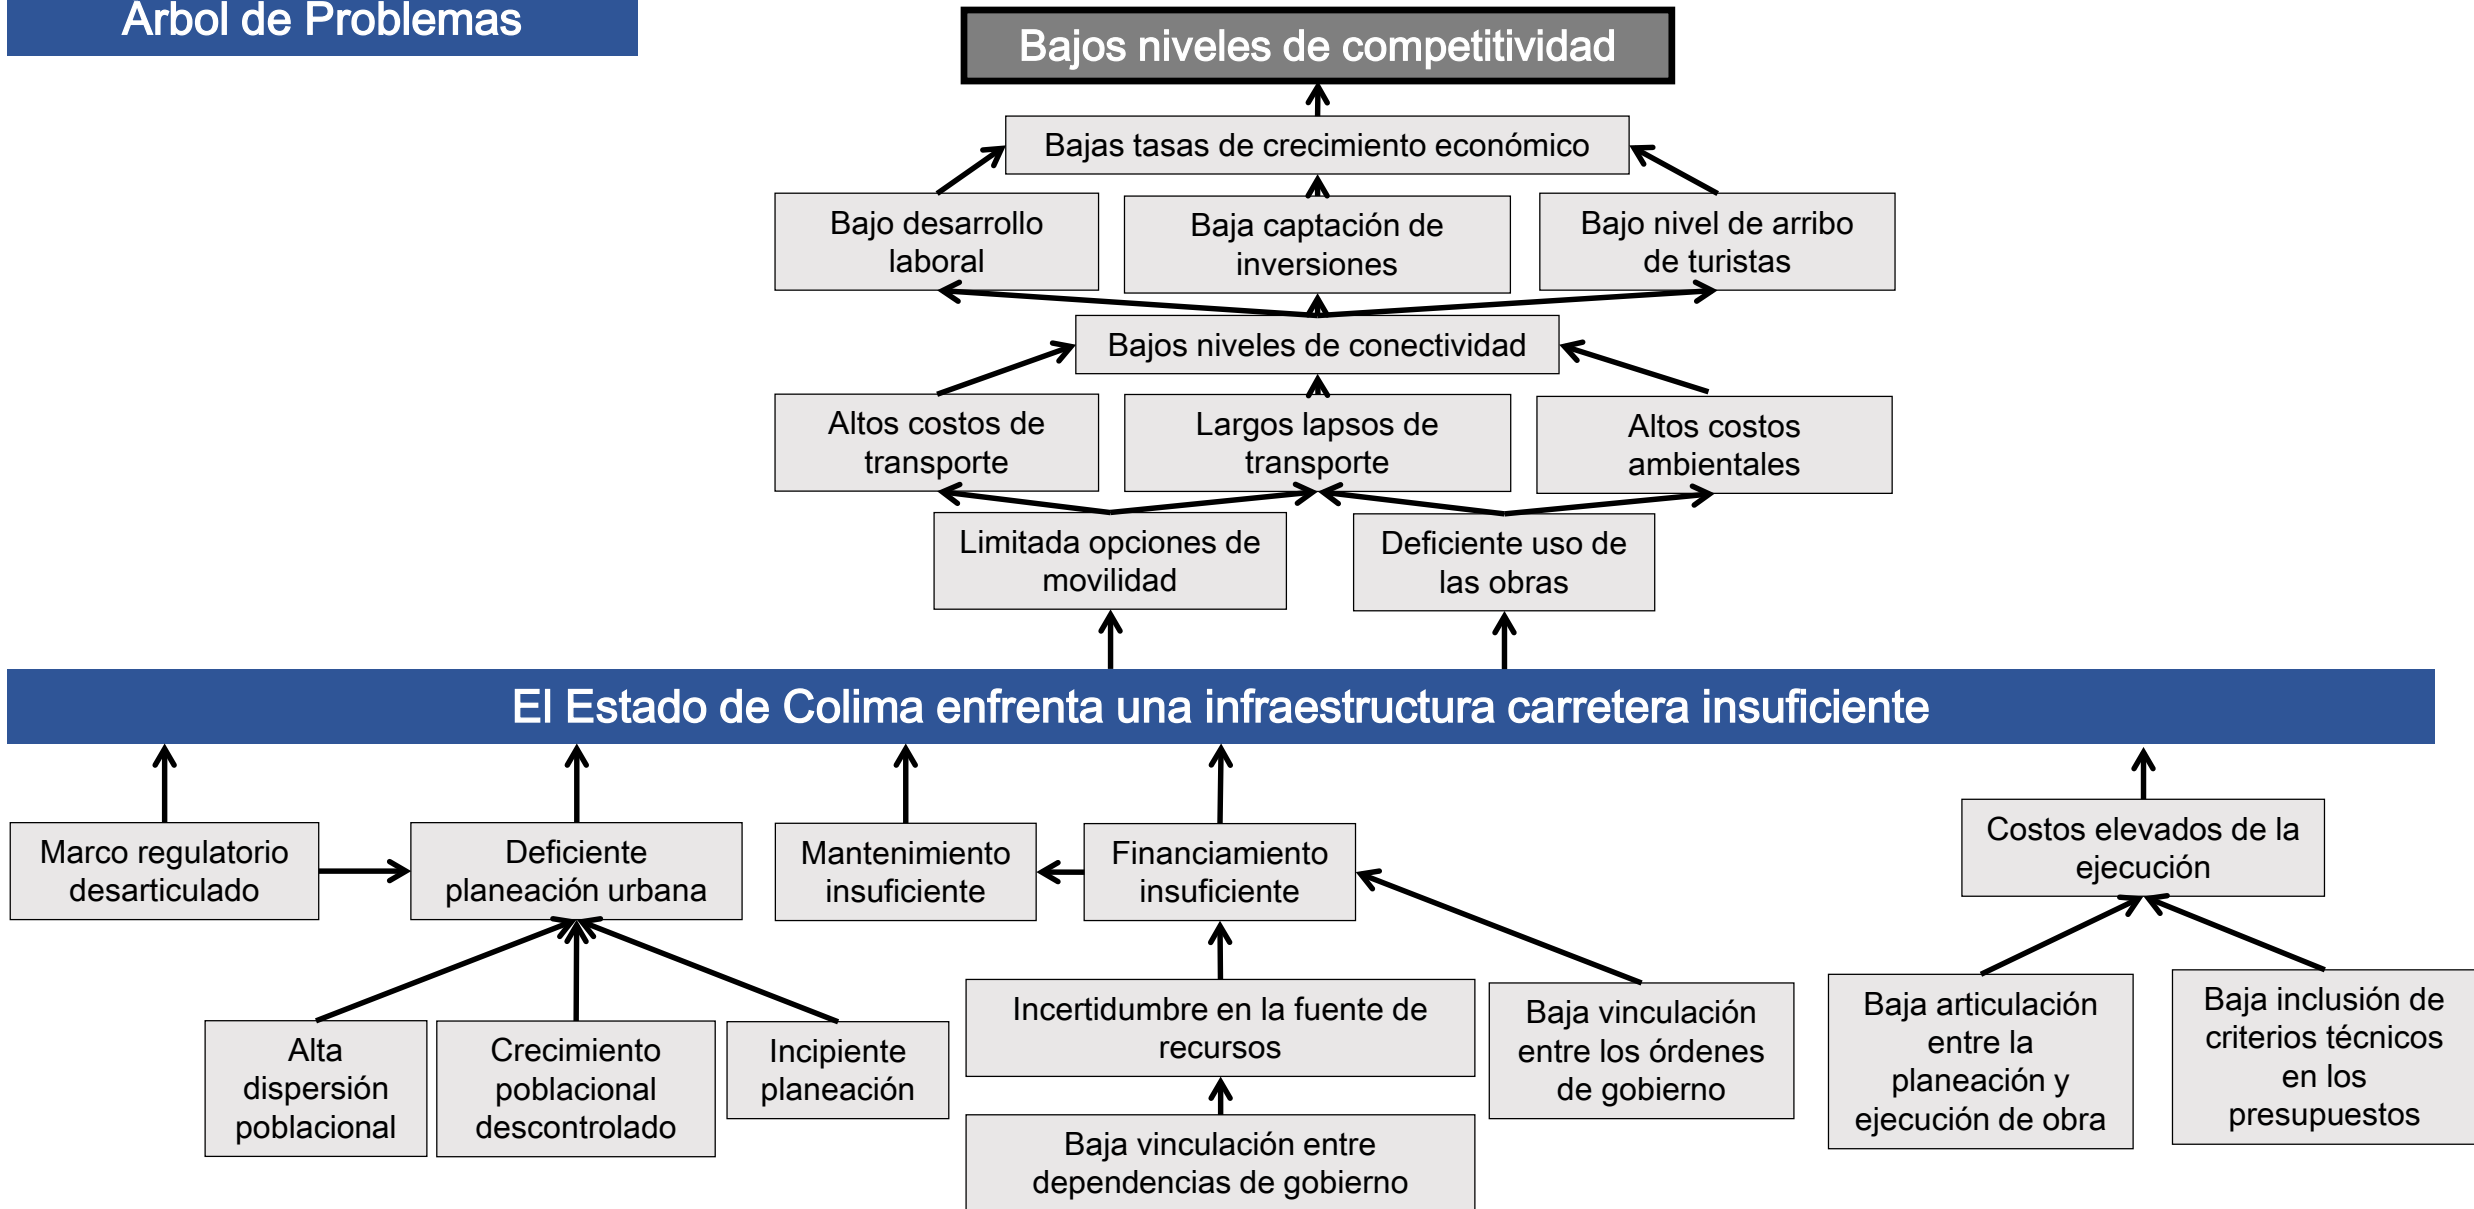 Arbol de Problemas
Bajos niveles de competitividad
Bajas tasas de crecimiento económico
Bajo desarrollo
laboral
Baja captación de
inversiones
Bajo nivel de arribo
de turistas
Bajos niveles de conectividad
Altos costos de
transporte
Largos lapsos de
transporte
Altos costos
ambientales
Limitada opciones de
movilidad
Deficiente uso de
las obras
El Estado de Colima enfrenta una infraestructura carretera insuficiente
Marco regulatorio
desarticulado
Deficiente
planeación urbana
Mantenimiento
insuficiente
Financiamiento
insuficiente
Costos elevados de la
ejecución
Alta
dispersión
poblacional
Crecimiento
poblacional
descontrolado
Incipiente
planeación
Incertidumbre en la fuente de
recursos
Baja vinculación entre
dependencias de gobierno
Baja vinculación
entre los órdenes
de gobierno
Baja articulación
entre la
planeación y
ejecución de obra
Baja inclusión de
criterios técnicos
en los
presupuestos